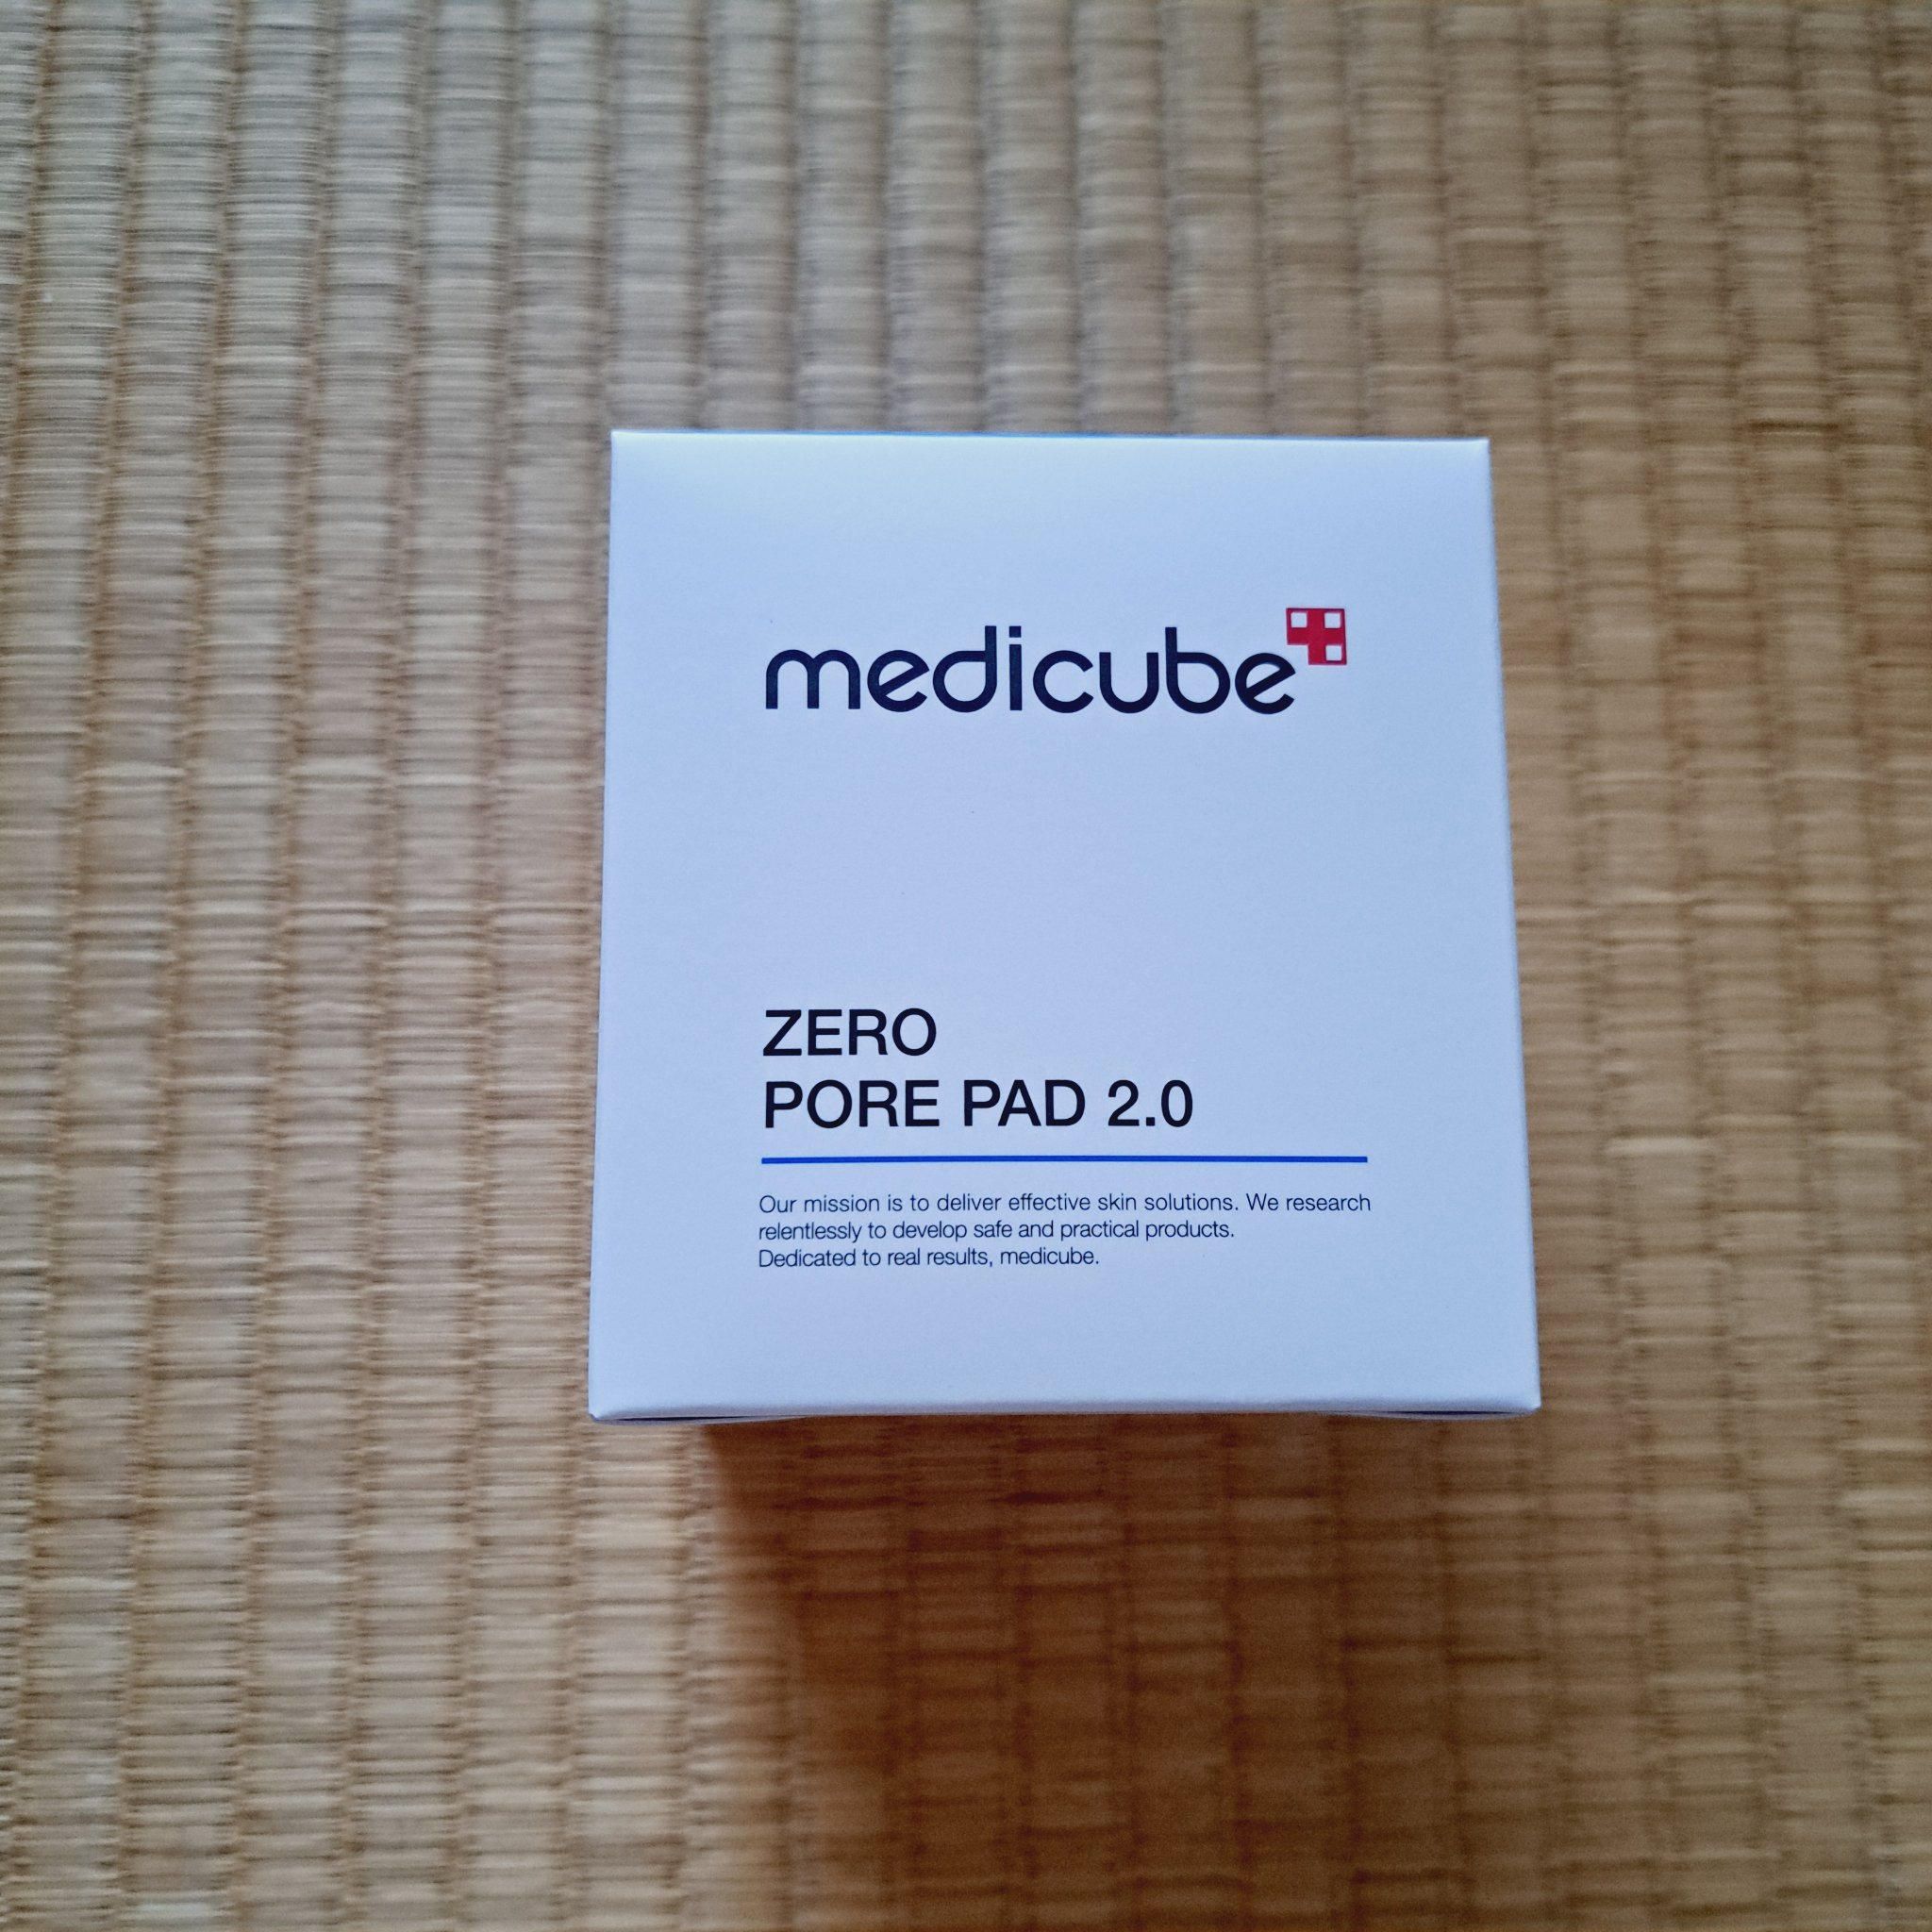 medicube
ZERO
PORE PAD 2.0
Our mission is to deliver effective skin solutions. We research
relentlessly to develop safe and practical products.
Dedicated to real results, medicube.